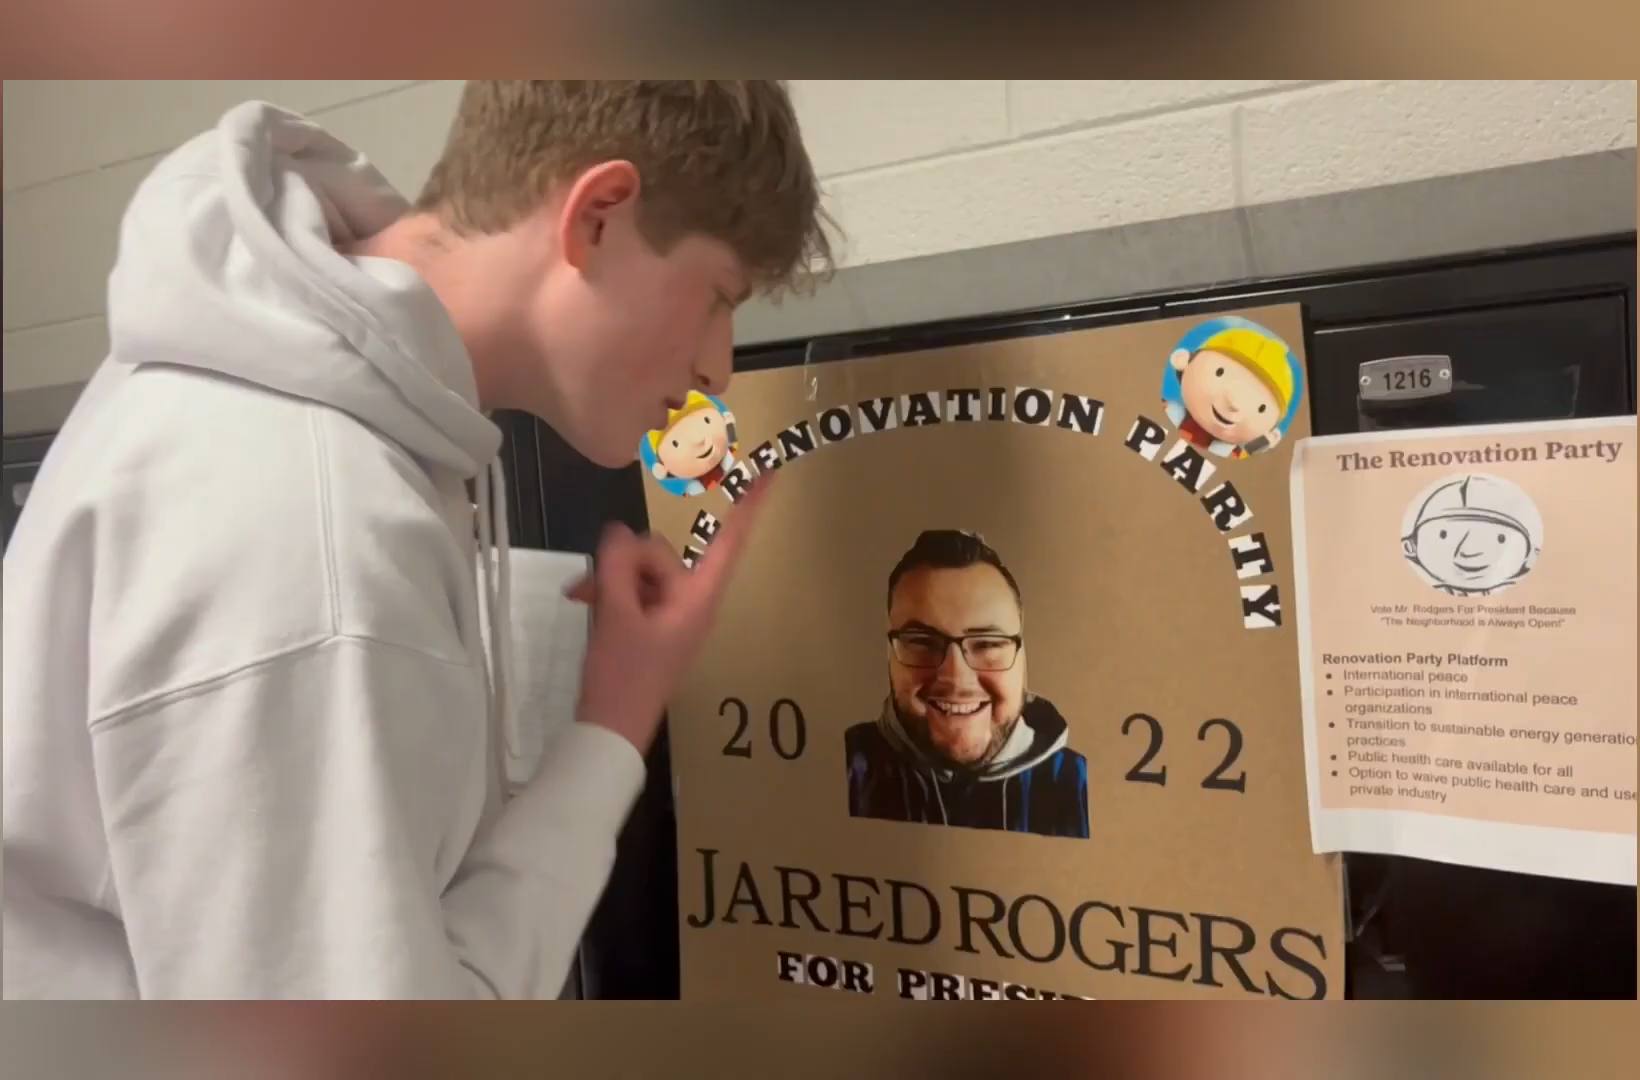 THE RENOVATION PARTY
20 22
JARED ROGERS
FOR
1216
The Renovation Party
Vote Mr. Rodgers For President Because
"The Neighborhood is Always Open!"
Renovation Party Platform
International peace
Participation in international peace
organizations
Transition to sustainable energy generatio
practices
Public health care available for all
Option to waive public health care and use
private industry